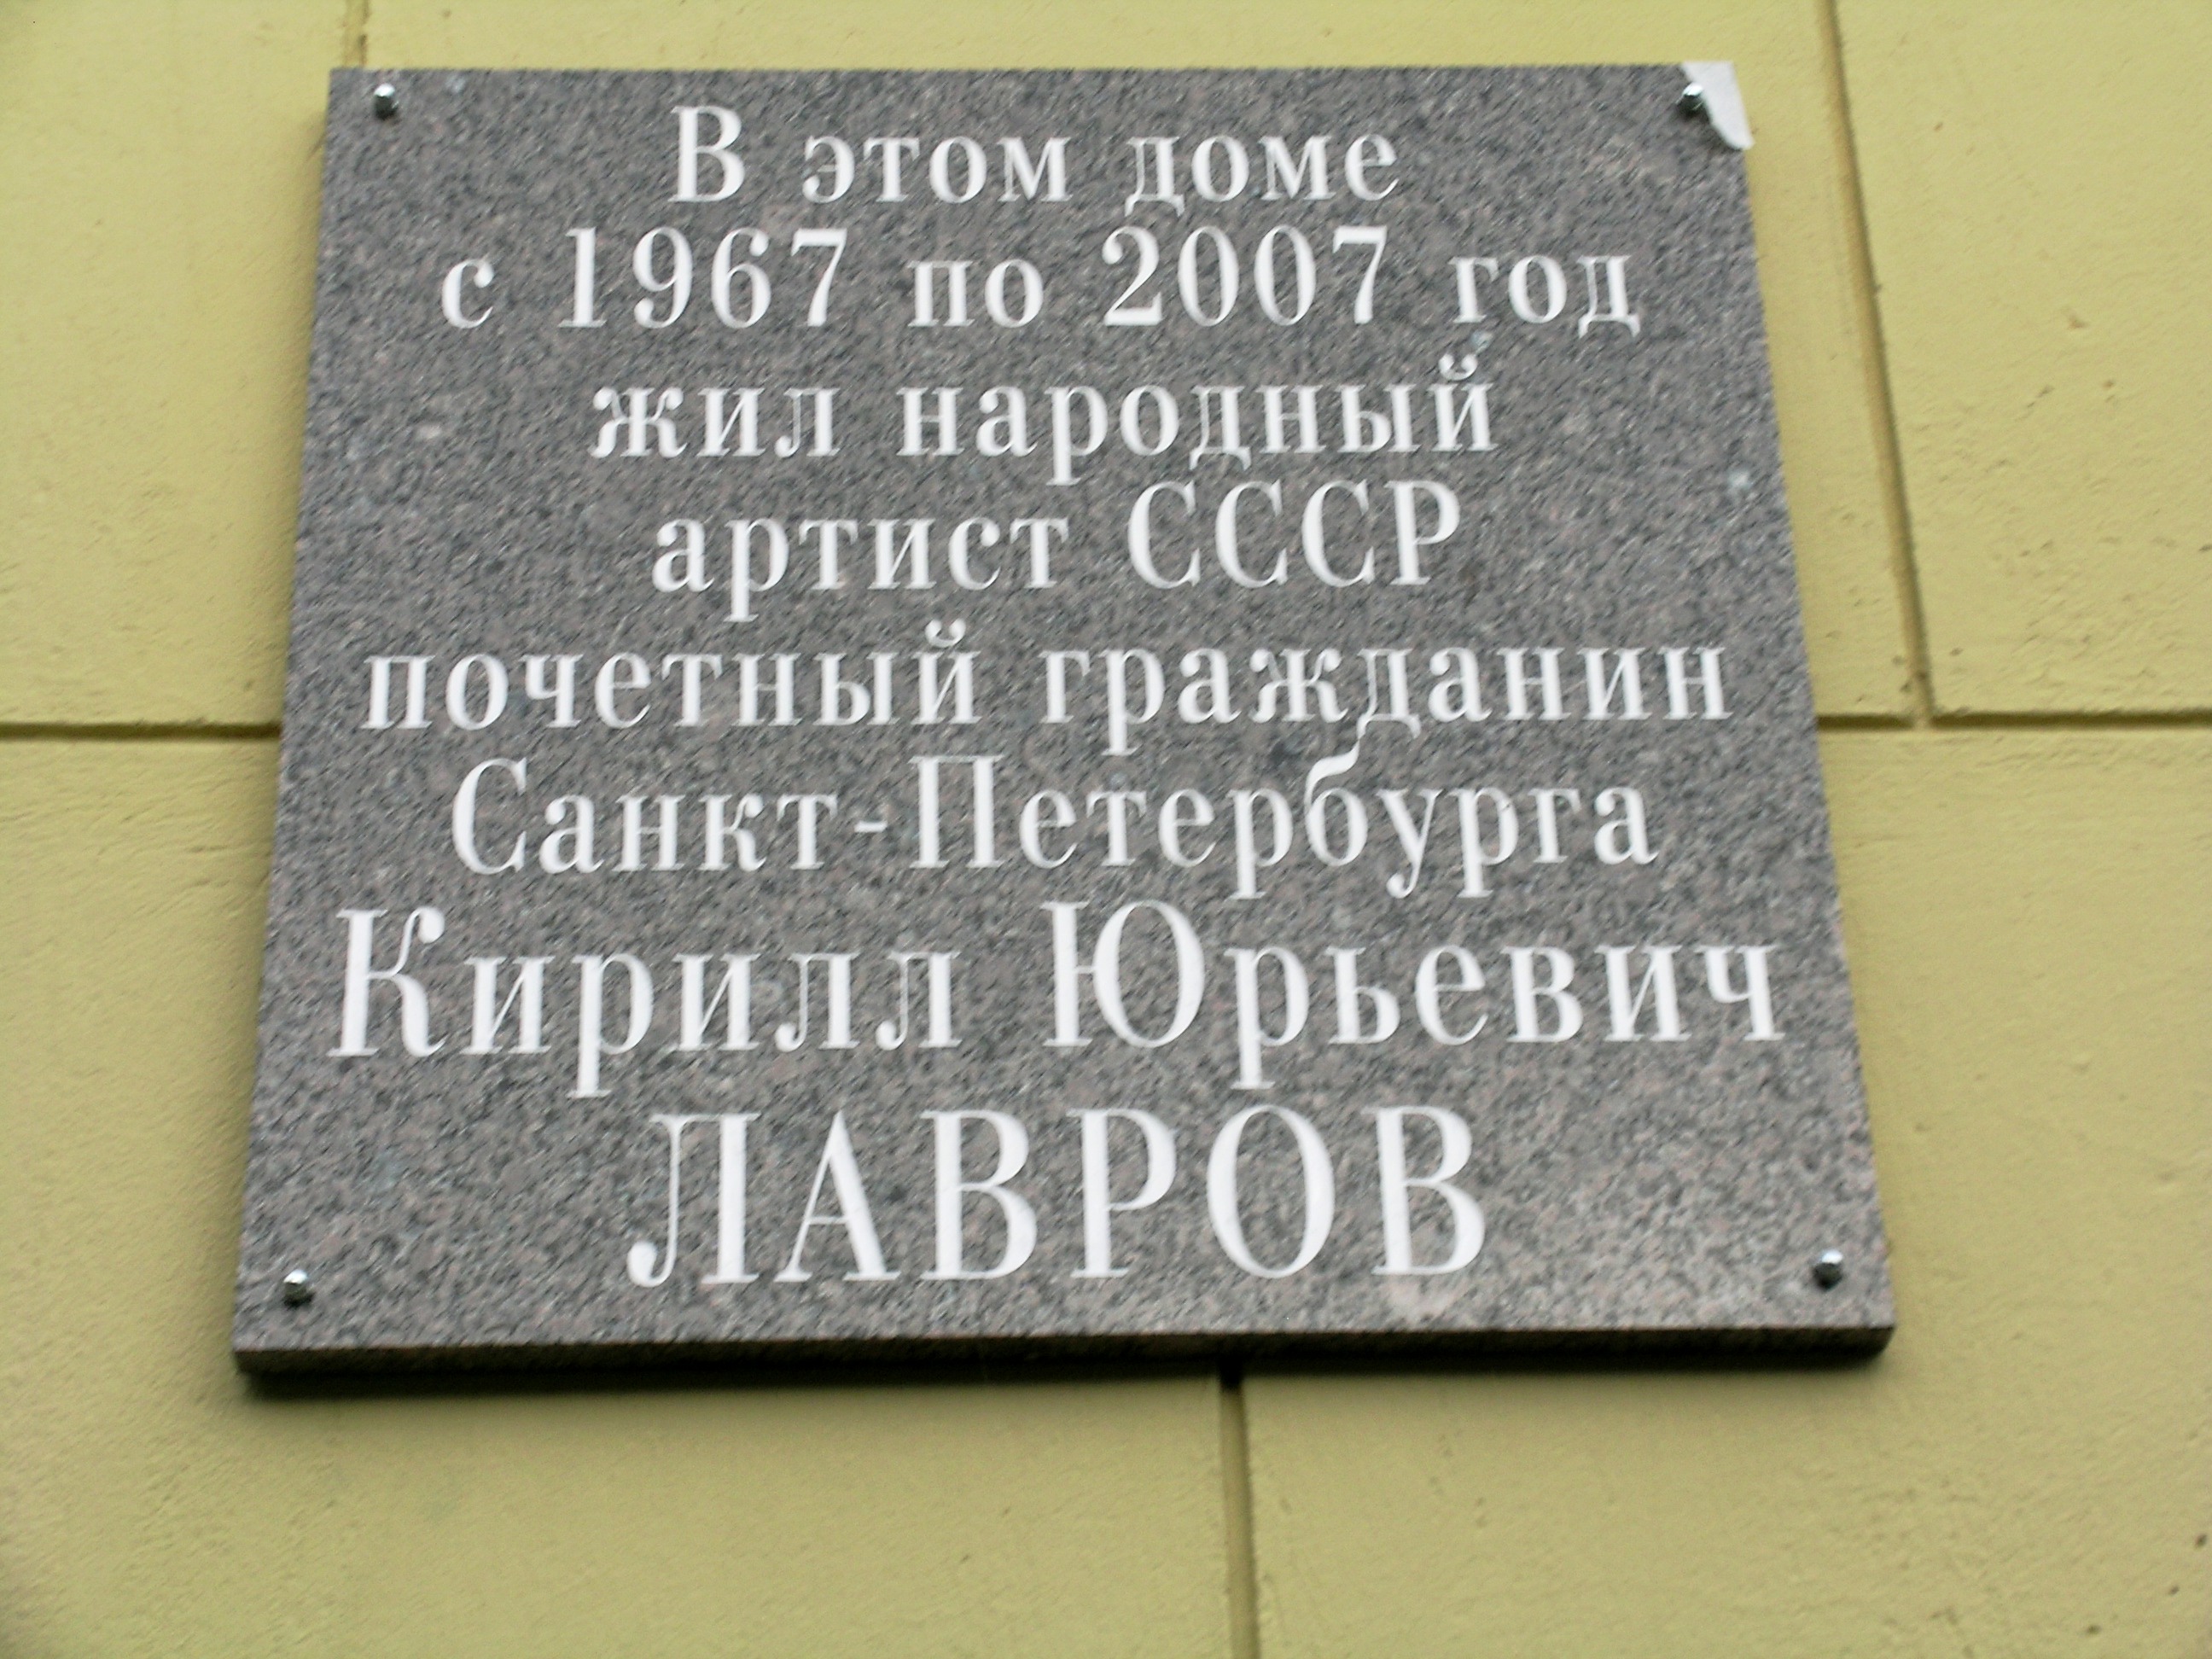 В этом доме
с 1967 по 2007 год
жил народный
артист СССР
почетный гражданин
Санкт-Петербурга
Кирилл Юрьевич
ЛАВРОВ